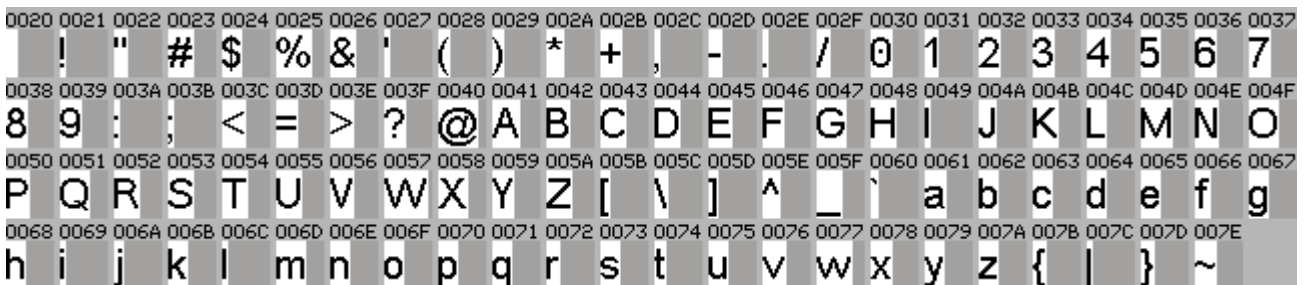 0020 0021 0022 0023 0024 0025 0026 0027 0028 0029 002A 002B 002C 002D 002E 002F 0030 0031 0032 0033 0034 0035 0036 0037
! " # $ % & ' ( ) * + , - . / 0 1 2 3 4 5 6 7
0038 0039 003A 003B 003C 003D 003E 003F 0040 0041 0042 0043 0044 0045 0046 0047 0048 0049 004A 004B 004C 004D 004E 004F
8 9 : ; < = > ? @ A B C D E F G H I J K L M N O
0050 0051 0052 0053 0054 0055 0056 0057 0058 0059 005A 005B 005C 005D 005E 005F 0060 0061 0062 0063 0064 0065 0066 0067
P Q R S T U V W X Y Z [ \ ] ^ _ ` a b c d e f g
0068 0069 006A 006B 006C 006D 006E 006F 0070 0071 0072 0073 0074 0075 0076 0077 0078 0079 007A 007B 007C 007D 007E
h i j k l m n o p q r s t u v w x y z { | } ~